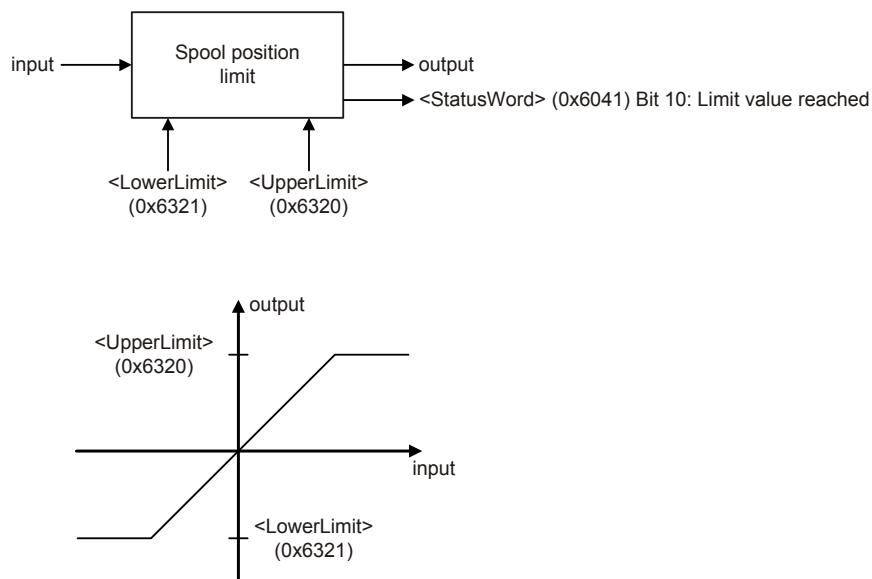 Spool position
limit
input
output
<StatusWord> (0x6041) Bit 10: Limit value reached
<LowerLimit>
(0x6321)
<UpperLimit>
(0x6320)
output
<UpperLimit>
(0x6320)
input
<LowerLimit>
(0x6321)